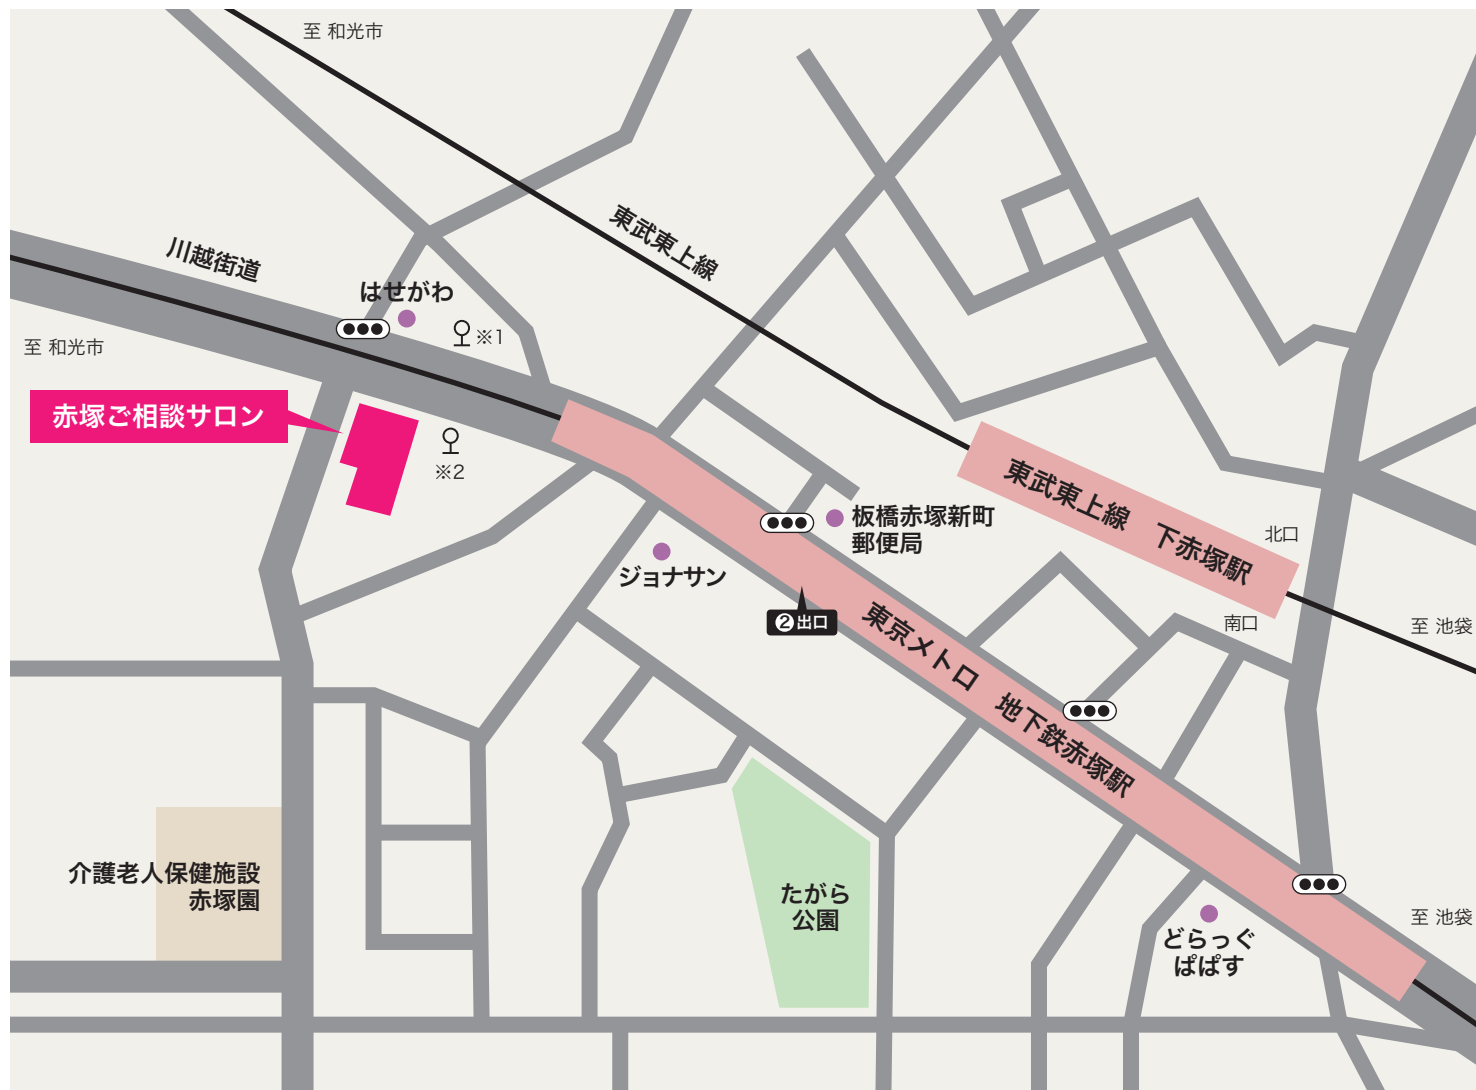 至 和光市
東武東上線
川越街道
はせがわ
※1
至 和光市
赤塚ご相談サロン
※2
板橋赤塚新町
郵便局
ジョナサン
東武東上線 下赤塚駅
北口
南口
②出口
東京メトロ 地下鉄赤塚駅
至 池袋
介護老人保健施設
赤塚園
たがら
公園
どらっぐ
ぱぱす
至 池袋